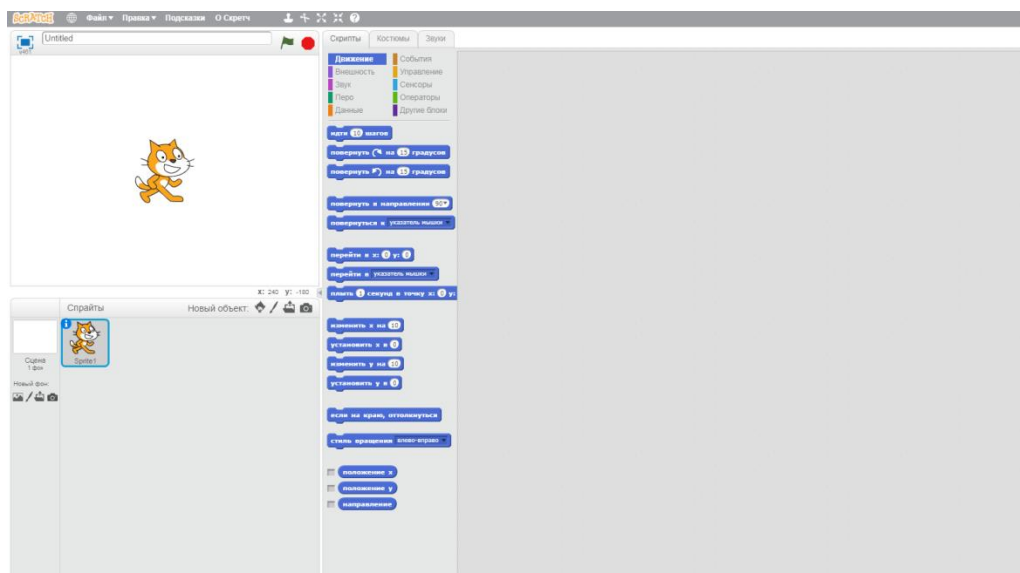 SCRATCH Файл Правка Подсказки О Скретч
Untitled
v461
Скрипты Костюмы Звуки
Движение События
Внешность Управление
Звук Сенсоры
Перо Операторы
Данные Другие блоки
идти 10 шагов
повернуть на 15 градусов
повернуть на 15 градусов
повернуть в направлении 90
повернуться к указатель мышки
перейти в x: 0 y: 0
перейти в указатель мышки
плыть 1 секунд в точку x: 0 y:
изменить x на 10
установить x в 0
изменить y на 10
установить y в 0
если на краю, оттолкнуться
стиль вращения влево-вправо
положение x
положение y
направление
x: 240 y: -180
Спрайты Новый объект:
Sprite1
Сцена
1 фон
Новый фон: